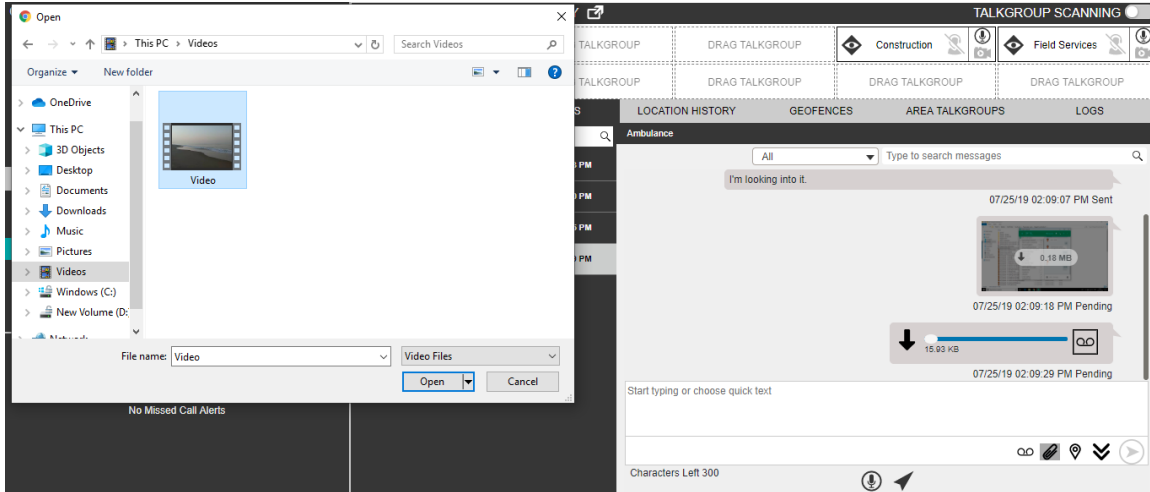 Open
TALKGROUP SCANNING
This PC > Videos
Search Videos
Organize
New folder
TALKGROUP
DRAG TALKGROUP
Construction
Field Services
TALKGROUP
DRAG TALKGROUP
DRAG TALKGROUP
DRAG TALKGROUP
OneDrive
This PC
3D Objects
Desktop
Documents
Downloads
Music
Pictures
Videos
Windows (C:)
New Volume (D:
Video
File name: Video
Video Files
Open
Cancel
No Missed Call Alerts
S
LOCATION HISTORY
GEOFENCES
AREA TALKGROUPS
LOGS
PM
PM
PM
PM
Ambulance
All
Type to search messages
I'm looking into it.
07/25/19 02:09:07 PM Sent
0.18 MB
07/25/19 02:09:18 PM Pending
15.93 KB
07/25/19 02:09:29 PM Pending
Start typing or choose quick text
Characters Left 300